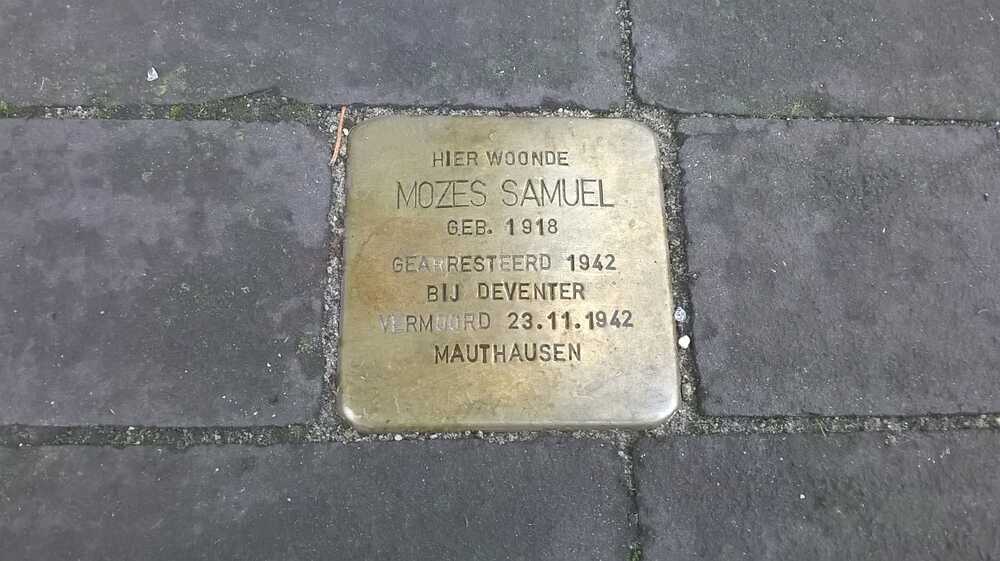 HIER WOONDE
MOZES SAMUEL
GEB. 1918
GEARRESTEERD 1942
BIJ DEVENTER
VERMOORD 23.11.1942
MAUTHAUSEN